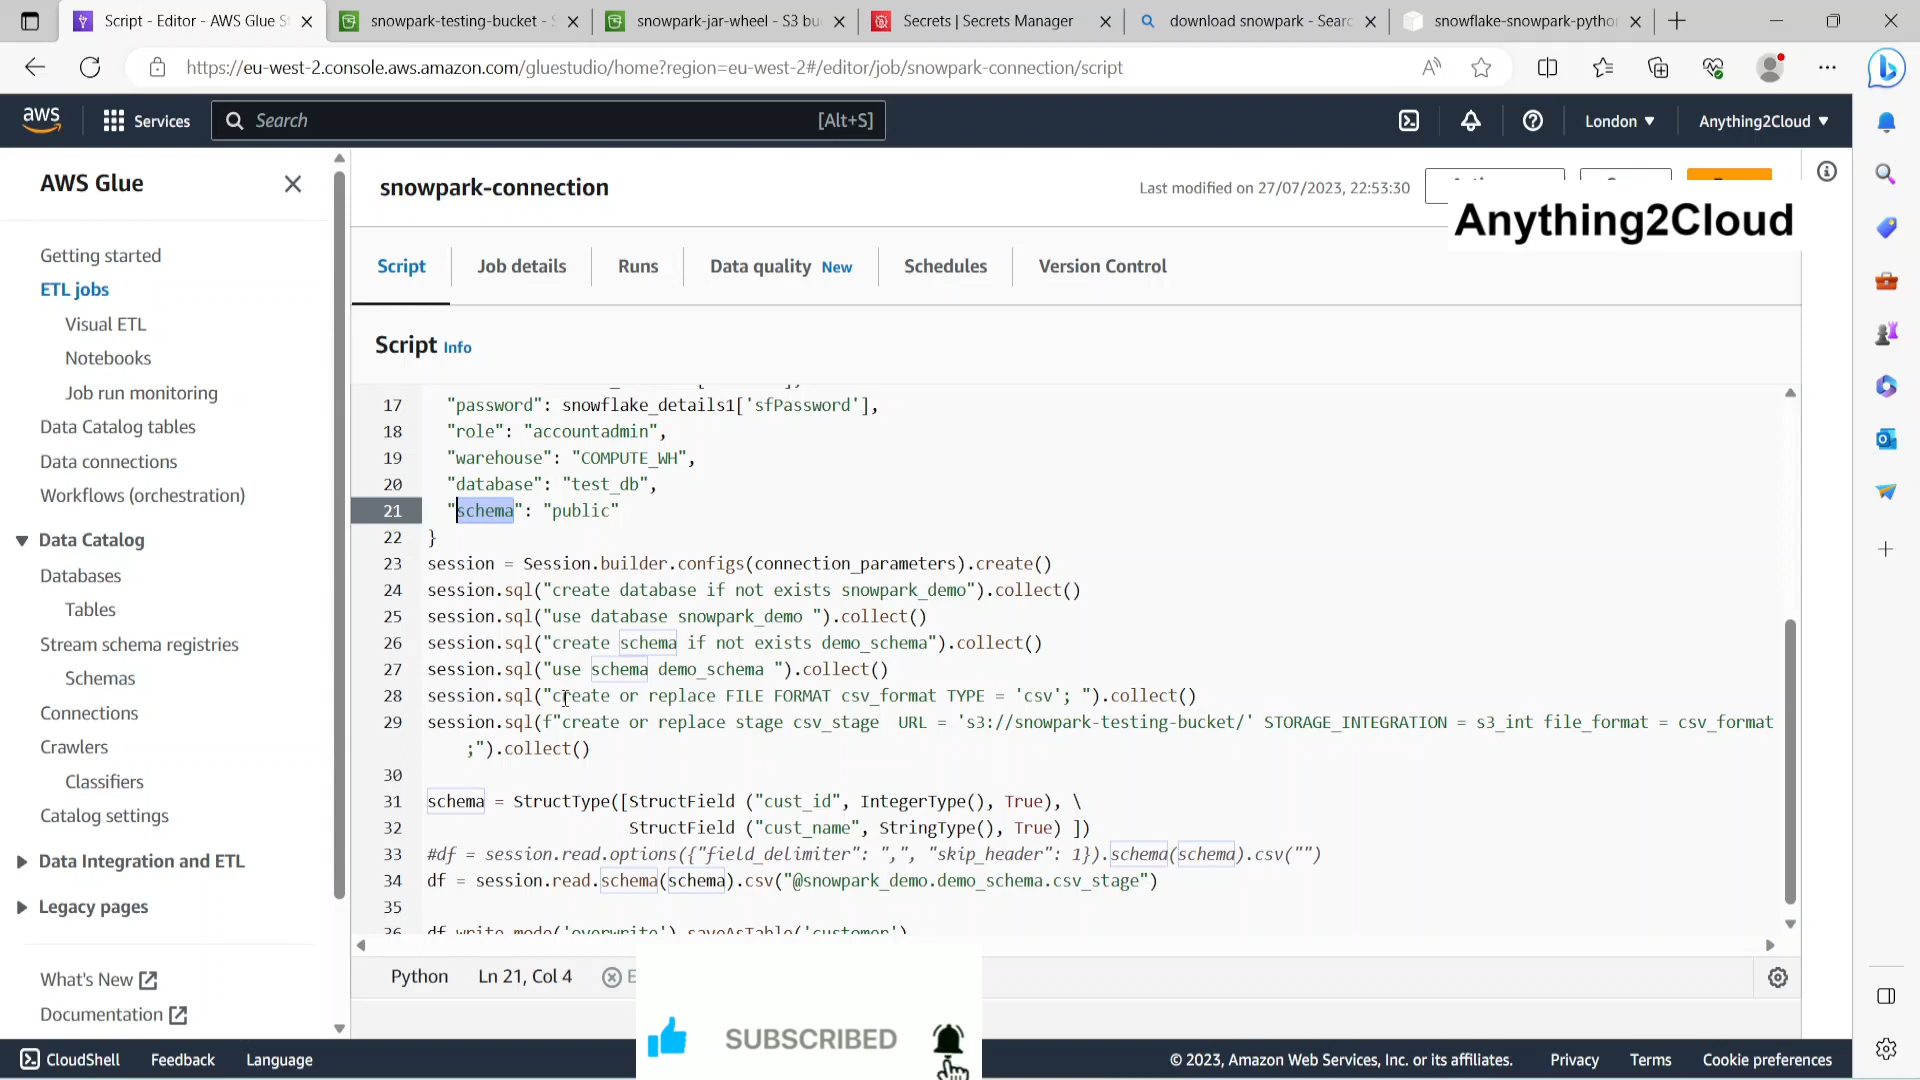 Script - Editor - AWS Glue S
snowpark-testing-bucket - S
snowpark-jar-wheel - S3 bu
Secrets | Secrets Manager
download snowpark - Searc
snowflake-snowpark-pytho
https://eu-west-2.console.aws.amazon.com/gluestudio/home?region=eu-west-2#/editor/job/snowpark-connection/script
aws
Services
Search
[Alt+S]
London
Anything2Cloud
AWS Glue
Getting started
ETL jobs
Visual ETL
Notebooks
Job run monitoring
Data Catalog tables
Data connections
Workflows (orchestration)
Data Catalog
Databases
Tables
Stream schema registries
Schemas
Connections
Crawlers
Classifiers
Catalog settings
Data Integration and ETL
Legacy pages
What's New
Documentation
snowpark-connection
Last modified on 27/07/2023, 22:53:30
Anything2Cloud
Script
Job details
Runs
Data quality New
Schedules
Version Control
Script Info
17 "password": snowflake_details1['sfPassword'],
18 "role": "accountadmin",
19 "warehouse": "COMPUTE_WH",
20 "database": "test_db",
21 "schema": "public"
22 }
23 session = Session.builder.configs(connection_parameters).create()
24 session.sql("create database if not exists snowpark_demo").collect()
25 session.sql("use database snowpark_demo ").collect()
26 session.sql("create schema if not exists demo_schema").collect()
27 session.sql("use schema demo_schema ").collect()
28 session.sql("create or replace FILE FORMAT csv_format TYPE = 'csv'; ").collect()
29 session.sql(f"create or replace stage csv_stage  URL = 's3://snowpark-testing-bucket/' STORAGE_INTEGRATION = s3_int file_format = csv_format
;").collect()
30
31 schema = StructType([StructField ("cust_id", IntegerType(), True), \
32 StructField ("cust_name", StringType(), True) ])
33 #df = session.read.options({"field_delimiter": ",", "skip_header": 1}).schema(schema).csv("")
34 df = session.read.schema(schema).csv("@snowpark_demo.demo_schema.csv_stage")
35
36 df.write.mode('overwrite').saveAsTable('customer')
Python
Ln 21, Col 4
E
SUBSCRIBED
CloudShell
Feedback
Language
© 2023, Amazon Web Services, Inc. or its affiliates.
Privacy
Terms
Cookie preferences